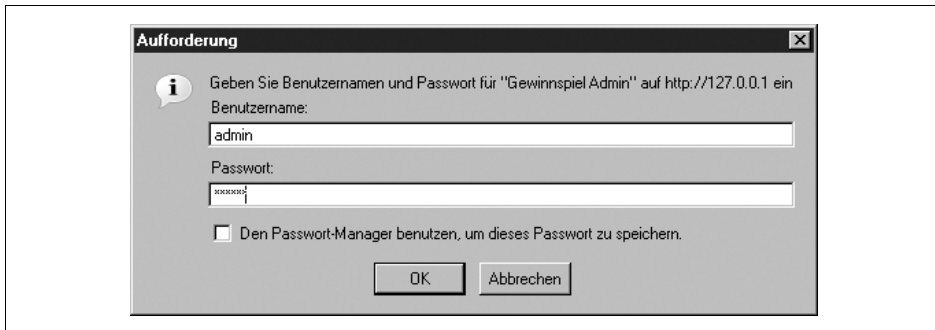 Aufforderung
Geben Sie Benutzernamen und Passwort für "Gewinnspiel Admin" auf http://127.0.0.1 ein
Benutzername:
admin
Passwort:
******
Den Passwort-Manager benutzen, um dieses Passwort zu speichern.
OK Abbrechen